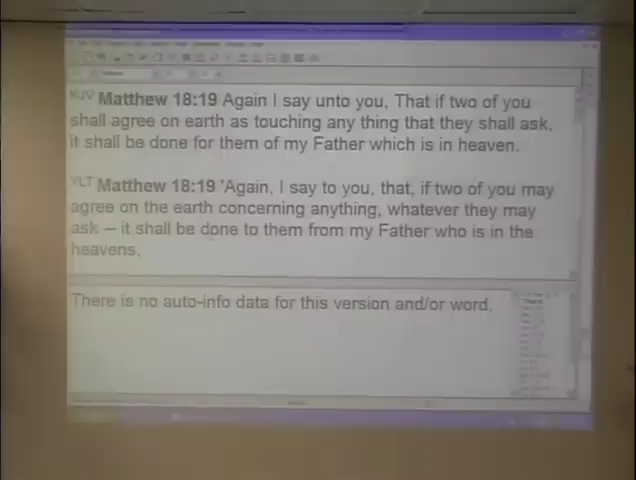 KJV Matthew 18:19 Again I say unto you, That if two of you
shall agree on earth as touching any thing that they shall ask,
it shall be done for them of my Father which is in heaven.
YLT Matthew 18:19 'Again, I say to you, that, if two of you may
agree on the earth concerning anything, whatever they may
ask – it shall be done to them from my Father who is in the
heavens,
There is no auto-info data for this version and/or word.